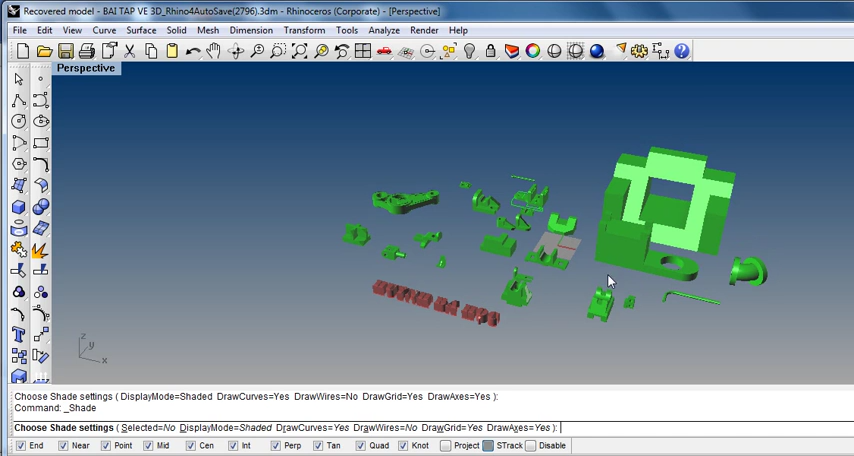 Recovered model - BAI TAP VE 3D_Rhino4AutoSave(2796).3dm - Rhinoceros (Corporate) - [Perspective]
File Edit View Curve Surface Solid Mesh Dimension Transform Tools Analyze Render Help
Perspective
z
y
x
Choose Shade settings ( DisplayMode=Shaded DrawCurves=Yes DrawWires=No DrawGrid=Yes DrawAxes=Yes ):
Command: _Shade
Choose Shade settings ( Selected=No DisplayMode=Shaded DrawCurves=Yes DrawWires=No DrawGrid=Yes DrawAxes=Yes ):
End Near Point Mid Cen Int Perp Tan Quad Knot Project STrack Disable